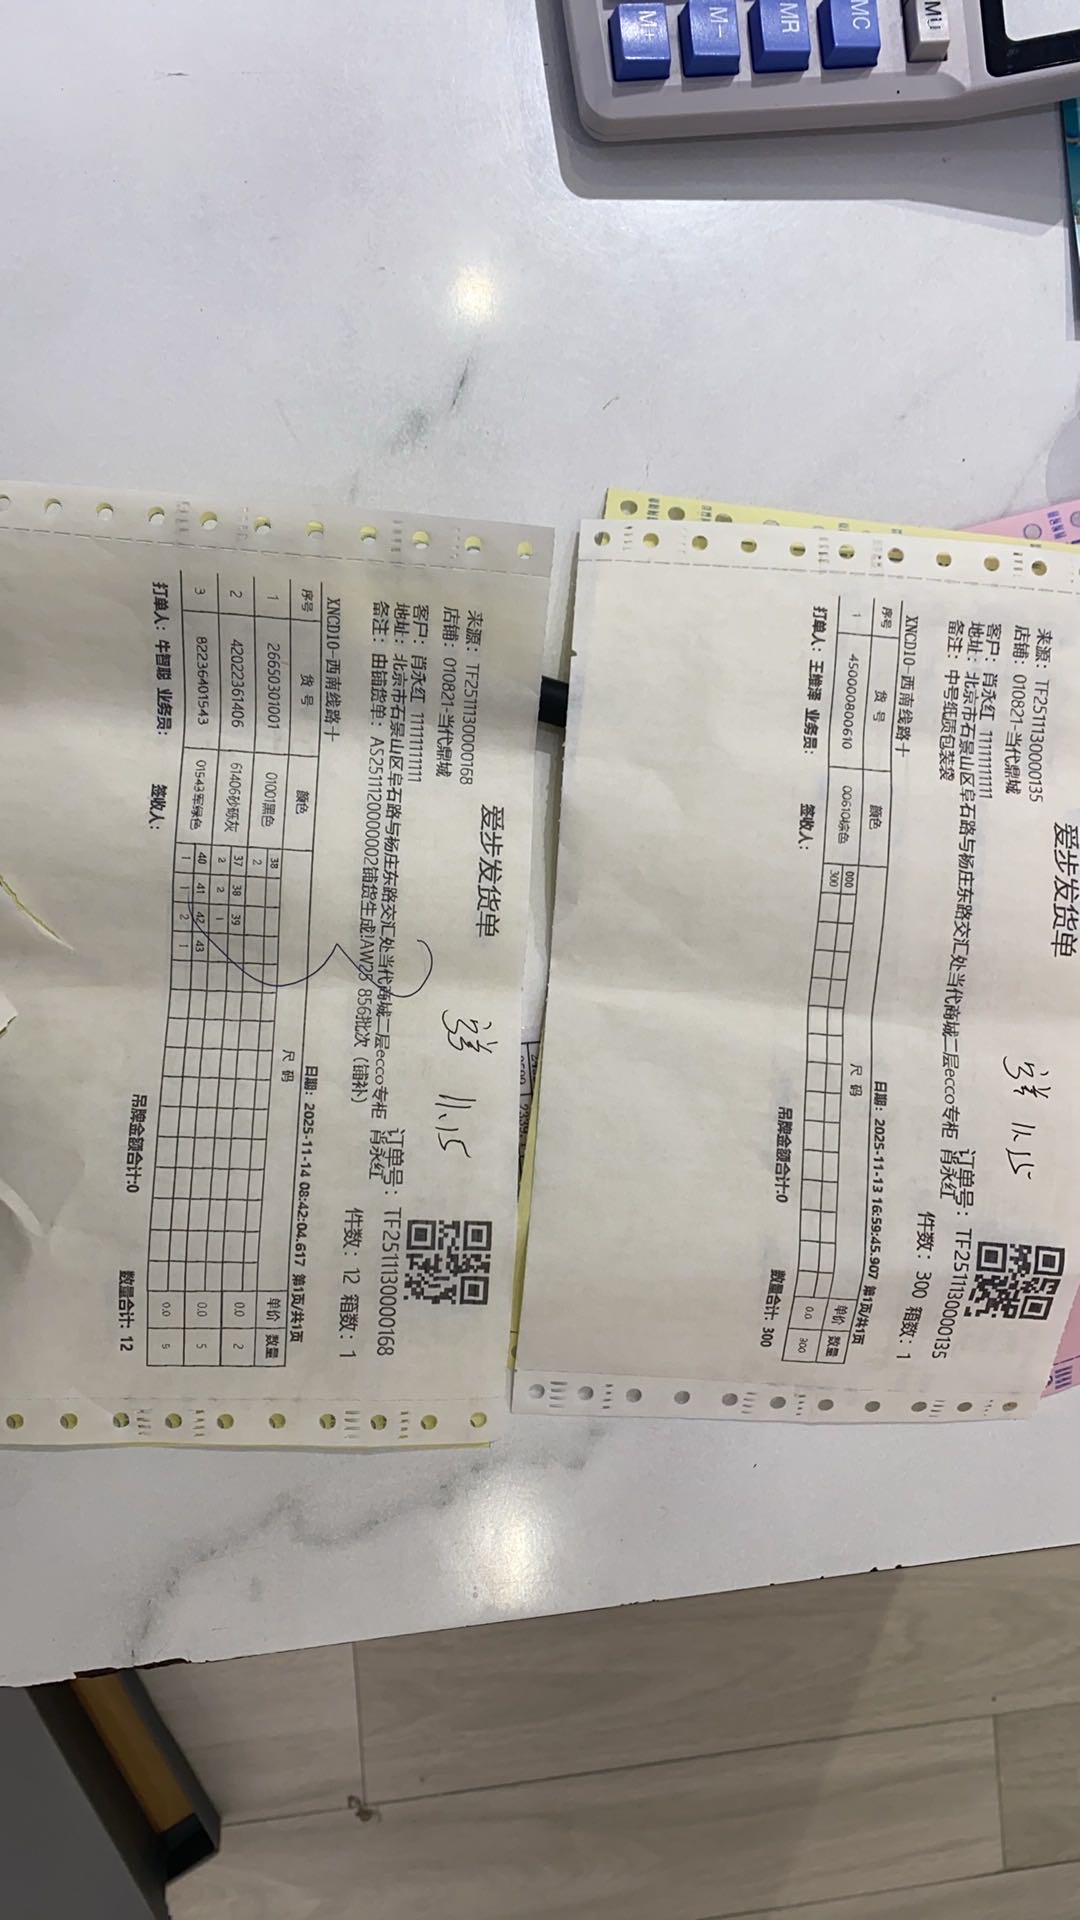 MU
MC
MR
M-
M+
爱步发货单
来源：TF2511130000135
店铺：010821-当代鼎城
客户：肖永红 11111111111
地址：北京市石景山区阜石路与杨庄东路交汇处当代商城二层ecco专柜 肖永红
备注：中号纸质包装袋
订单号：TF2511130000135
件数：300 箱数：1
11.15
XNCD10-西南线路十
日期：2025-11-13 16:59:45.907 第1页/共1页
序号 货号 颜色 尺码 单价 数量
000
1 450000800610 00610棕色 300 0.0 300
吊牌金额合计:0 数量合计: 300
打单人：王维泽 业务员： 签收人：
爱步发货单
来源：TF2511130000168
店铺：010821-当代鼎城
客户：肖永红 11111111111
地址：北京市石景山区阜石路与杨庄东路交汇处当代商城二层ecco专柜 肖永红
备注：由铺货单：AS2511120000002铺货生成!AW25 856批次（铺补）
订单号：TF2511130000168
件数：12 箱数：1
11.15
XNCD10-西南线路十
日期：2025-11-14 08:42:04.617 第1页/共1页
序号 货号 颜色 尺码 单价 数量
38
1 26650301001 01001黑色 2 0.0 2
37 38 39
2 42022361406 61406砂砾灰 2 2 1 0.0 5
40 41 42 43
3 82236401543 01543军绿色 1 1 2 1 0.0 5
吊牌金额合计:0 数量合计: 12
打单人：牛智聪 业务员： 签收人：